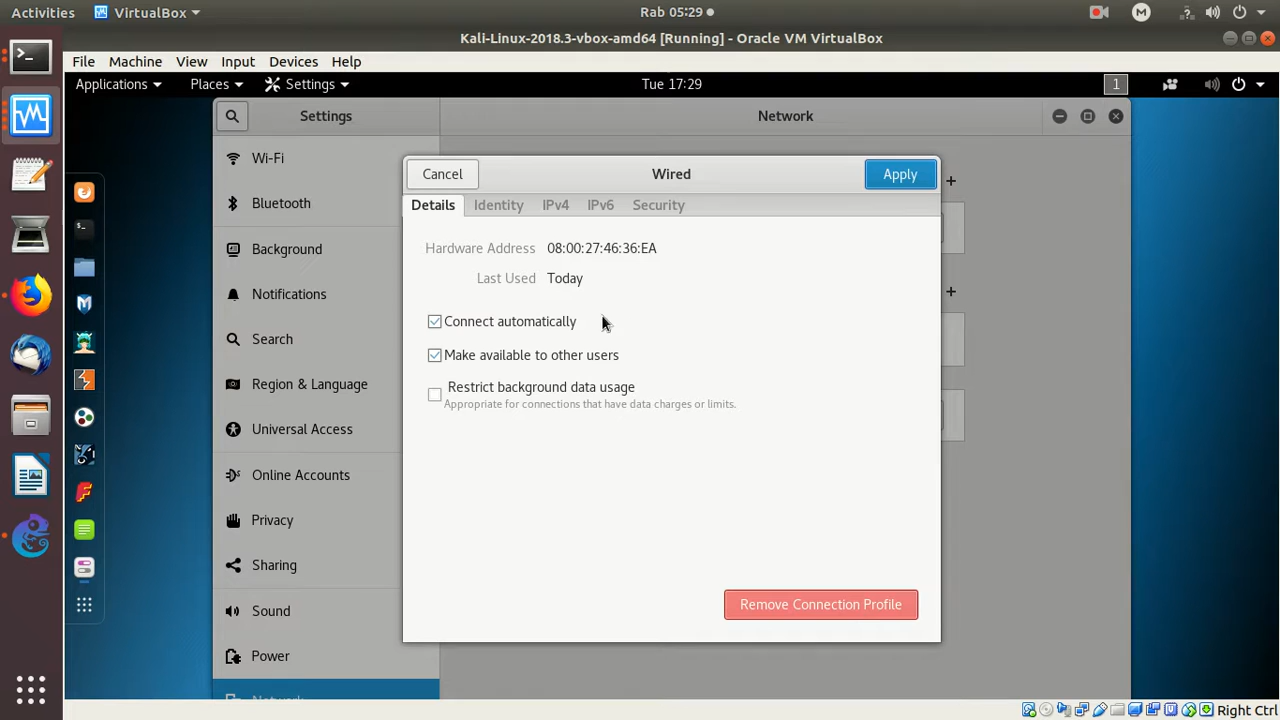 Activities VirtualBox Rab 05:29 M
Kali-Linux-2018.3-vbox-amd64 [Running] - Oracle VM VirtualBox
File Machine View Input Devices Help
Applications Places Settings Tue 17:29 1
Settings Network
Wi-Fi
Bluetooth
Background
Notifications
Search
Region & Language
Universal Access
Online Accounts
Privacy
Sharing
Sound
Power
Network
Cancel Wired Apply
Details Identity IPv4 IPv6 Security
Hardware Address 08:00:27:46:36:EA
Last Used Today
Connect automatically
Make available to other users
Restrict background data usage
Appropriate for connections that have data charges or limits.
Remove Connection Profile
Right Ctrl